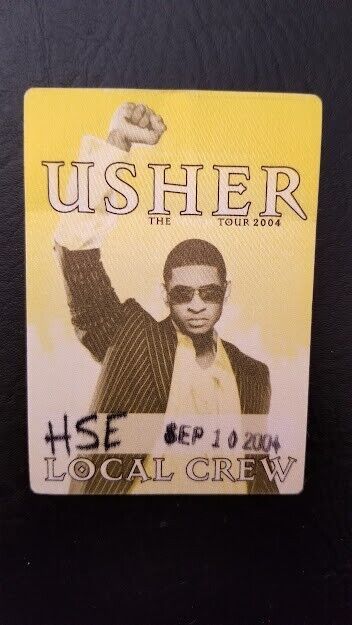 USHER
THE TOUR 2004
HSE SEP 10 2004
LOCAL CREW